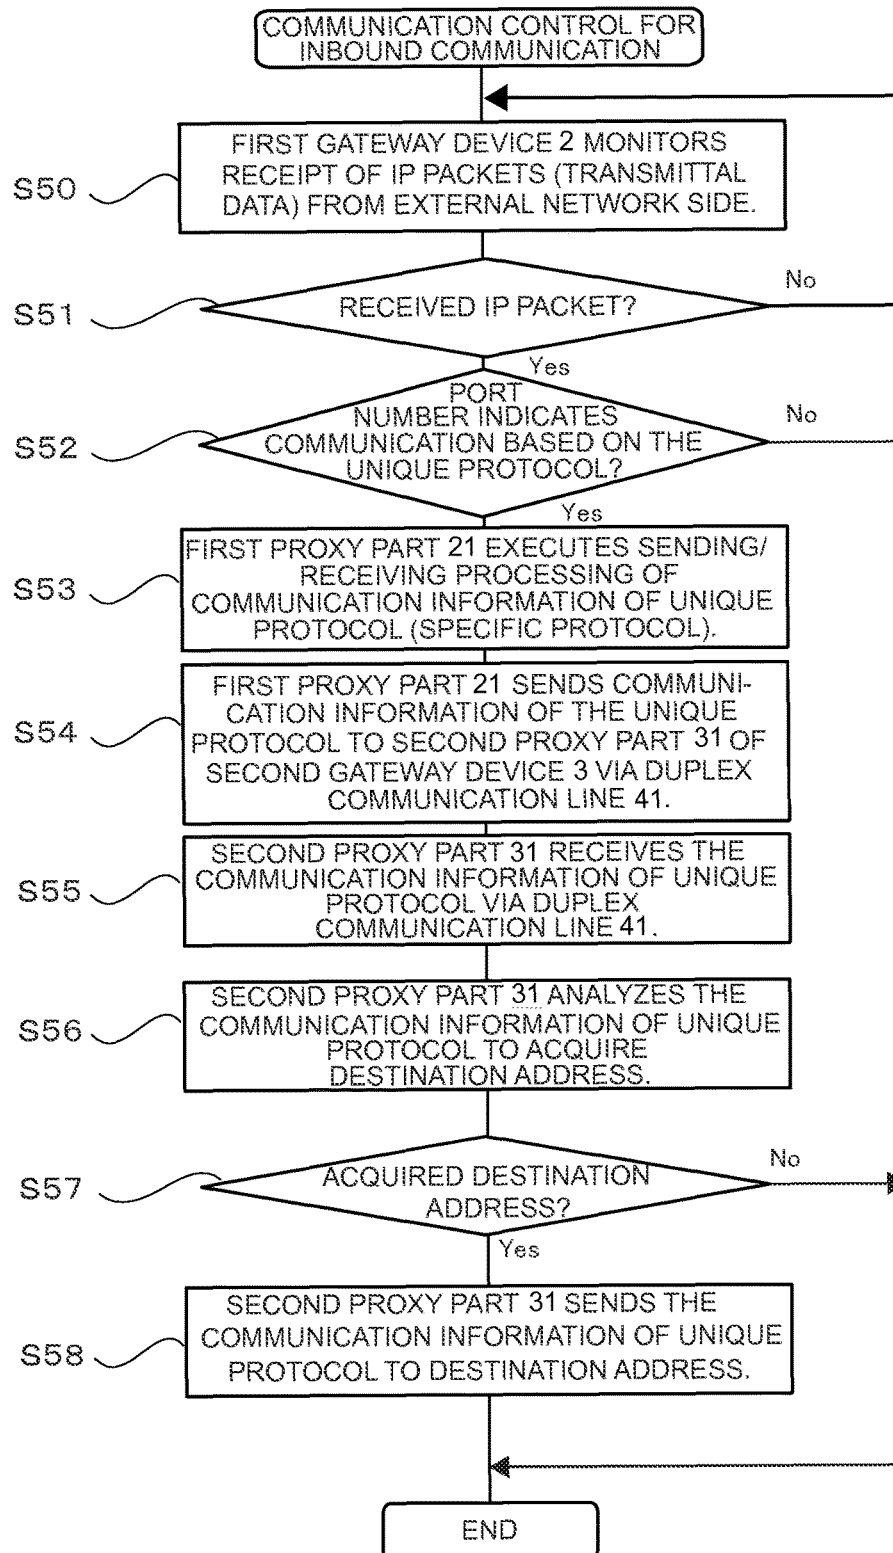 COMMUNICATION CONTROL FOR
INBOUND COMMUNICATION
S50
FIRST GATEWAY DEVICE 2 MONITORS
RECEIPT OF IP PACKETS (TRANSMITTAL
DATA) FROM EXTERNAL NETWORK SIDE.
S51
RECEIVED IP PACKET?
No
Yes
S52
PORT
NUMBER INDICATES
COMMUNICATION BASED ON THE
UNIQUE PROTOCOL?
No
Yes
S53
FIRST PROXY PART 21 EXECUTES SENDING/
RECEIVING PROCESSING OF
COMMUNICATION INFORMATION OF UNIQUE
PROTOCOL (SPECIFIC PROTOCOL).
S54
FIRST PROXY PART 21 SENDS COMMUNI-
CATION INFORMATION OF THE UNIQUE
PROTOCOL TO SECOND PROXY PART 31 OF
SECOND GATEWAY DEVICE 3 VIA DUPLEX
COMMUNICATION LINE 41.
S55
SECOND PROXY PART 31 RECEIVES THE
COMMUNICATION INFORMATION OF UNIQUE
PROTOCOL VIA DUPLEX
COMMUNICATION LINE 41.
S56
SECOND PROXY PART 31 ANALYZES THE
COMMUNICATION INFORMATION OF UNIQUE
PROTOCOL TO ACQUIRE
DESTINATION ADDRESS.
S57
ACQUIRED DESTINATION
ADDRESS?
No
Yes
S58
SECOND PROXY PART 31 SENDS THE
COMMUNICATION INFORMATION OF UNIQUE
PROTOCOL TO DESTINATION ADDRESS.
END